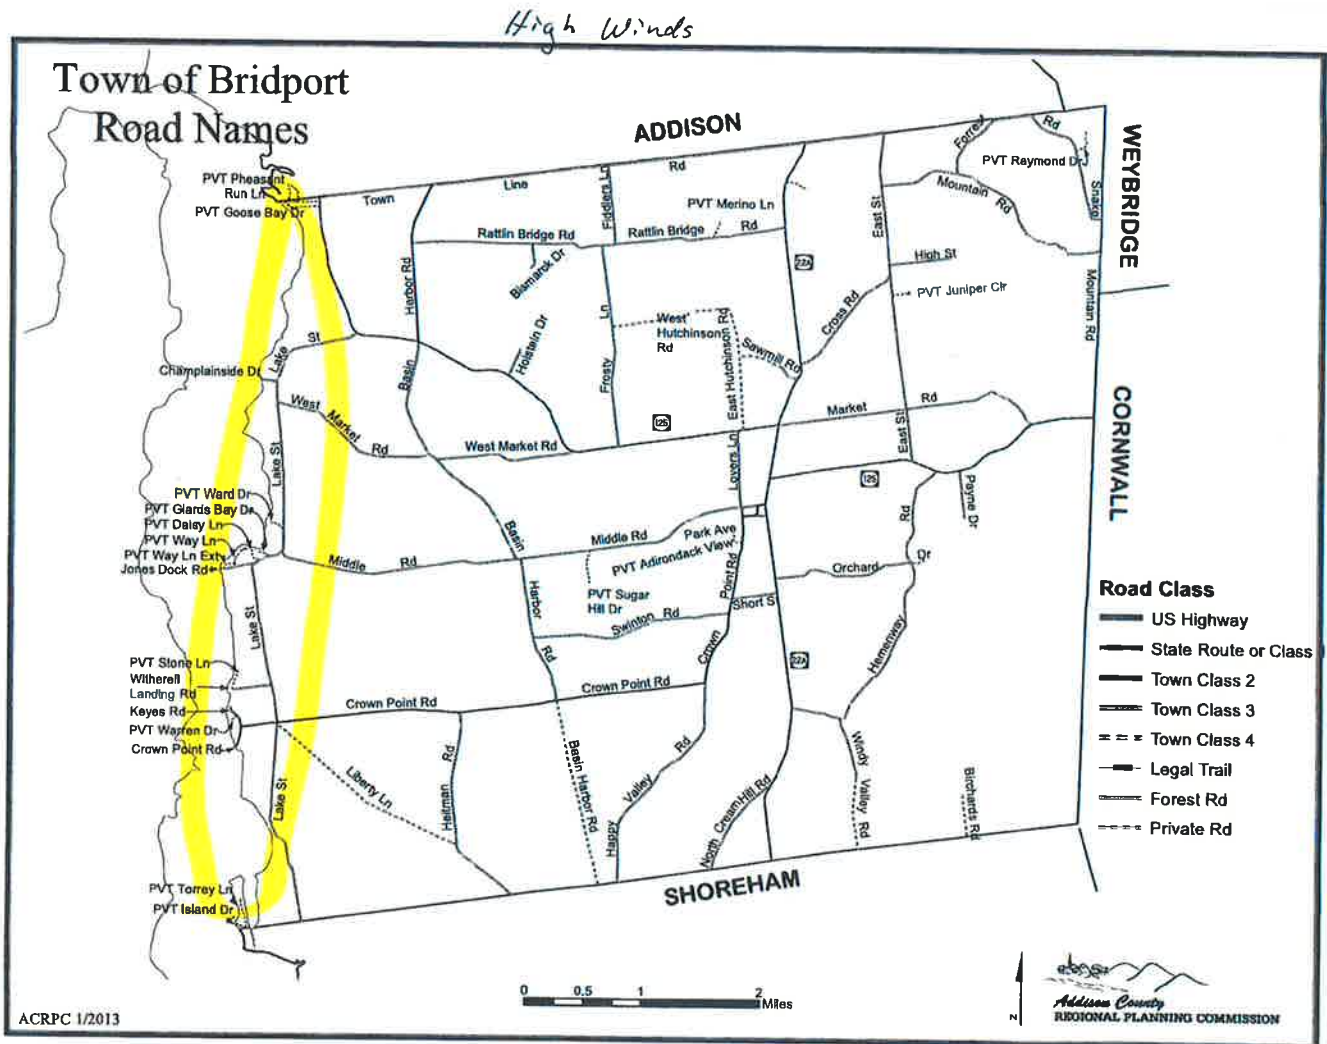 High Winds
Town of Bridport
Road Names
ADDISON
WEYBRIDGE
CORNWALL
SHOREHAM
PVT Pheasant
Run Ln
PVT Goose Bay Dr
Town
Line
Rd
Fiddlers Ln
Forrest
Rd
PVT Raymond Dr
Snake
Mountain
Rd
PVT Merino Ln
East St
Rattlin Bridge Rd
Rattlin Bridge
Rd
Bismarck Dr
Harbor Rd
22A
High St
PVT Juniper Cir
Mountain Rd
Ln
West
Hutchinson
Rd
East Hutchinson Rd
Cross Rd
Sawmill Rd
Holstein Dr
Lake
St
Champlainside Dr
Basin
Frosty
West
Market
Rd
West Market Rd
125
Market
Rd
East St
Lake St
Lovers Ln
125
Payne Dr
PVT Ward Dr
PVT Giards Bay Dr
PVT Daisy Ln
PVT Way Ln
PVT Way Ln Ext
Jones Dock Rd
Middle
Rd
Basin
Middle Rd
Park Ave
PVT Adirondack View
Rd
Orchard
Dr
PVT Sugar
Hill Dr
Point Rd
Short S
Harbor
Swinton
Rd
Lake St
Crown
Hemenway
Rd
22A
PVT Stone Ln
Witherell
Landing Rd
Keyes Rd
PVT Warren Dr
Crown Point Rd
Crown Point Rd
Crown Point Rd
Liberty Ln
Rd
Heitman
Basin Harbor Rd
Rd
Valley
Happy
North
Cream Hill Rd
Windy
Valley
Rd
Birchards Rd
Lake St
PVT Torrey Ln
PVT Island Dr
Road Class
US Highway
State Route or Class
Town Class 2
Town Class 3
Town Class 4
Legal Trail
Forest Rd
Private Rd
0 0.5 1 2
Miles
N
Addison County
REGIONAL PLANNING COMMISSION
ACRPC 1/2013